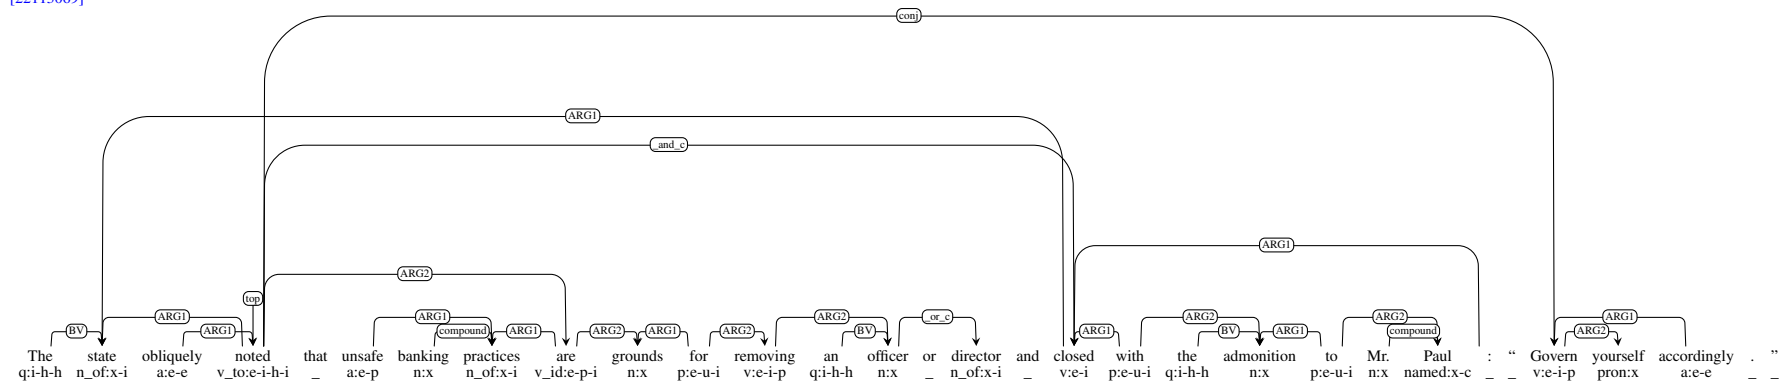 [22113009]
conj
ARG1
_and_c
ARG1
ARG2
top
BV ARG1 ARG1 ARG1 compound ARG1 ARG2 ARG1 ARG2 ARG2 BV _or_c ARG1 ARG2 BV ARG1 ARG2 compound ARG1 ARG2
The state obliquely noted that unsafe banking practices are grounds for removing an officer or director and closed with the admonition to Mr. Paul : “ Govern yourself accordingly . ”
q:i-h-h n_of:x-i a:e-e v_to:e-i-h-i _ a:e-p n:x n_of:x-i v_id:e-p-i n:x p:e-u-i v:e-i-p q:i-h-h n:x _ n_of:x-i _ v:e-i p:e-u-i q:i-h-h n:x p:e-u-i n:x named:x-c _ _ v:e-i-p pron:x a:e-e _ _